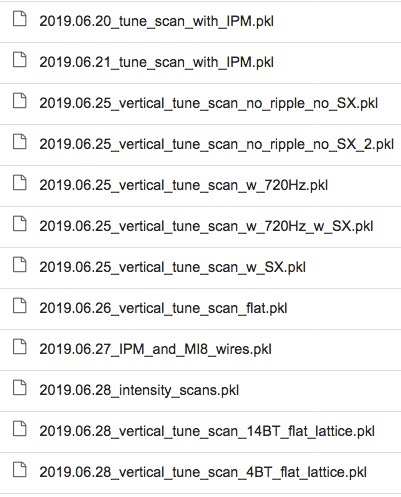 2019.06.20_tune_scan_with_IPM.pkl
2019.06.21_tune_scan_with_IPM.pkl
2019.06.25_vertical_tune_scan_no_ripple_no_SX.pkl
2019.06.25_vertical_tune_scan_no_ripple_no_SX_2.pkl
2019.06.25_vertical_tune_scan_w_720Hz.pkl
2019.06.25_vertical_tune_scan_w_720Hz_w_SX.pkl
2019.06.25_vertical_tune_scan_w_SX.pkl
2019.06.26_vertical_tune_scan_flat.pkl
2019.06.27_IPM_and_MI8_wires.pkl
2019.06.28_intensity_scans.pkl
2019.06.28_vertical_tune_scan_14BT_flat_lattice.pkl
2019.06.28_vertical_tune_scan_4BT_flat_lattice.pkl